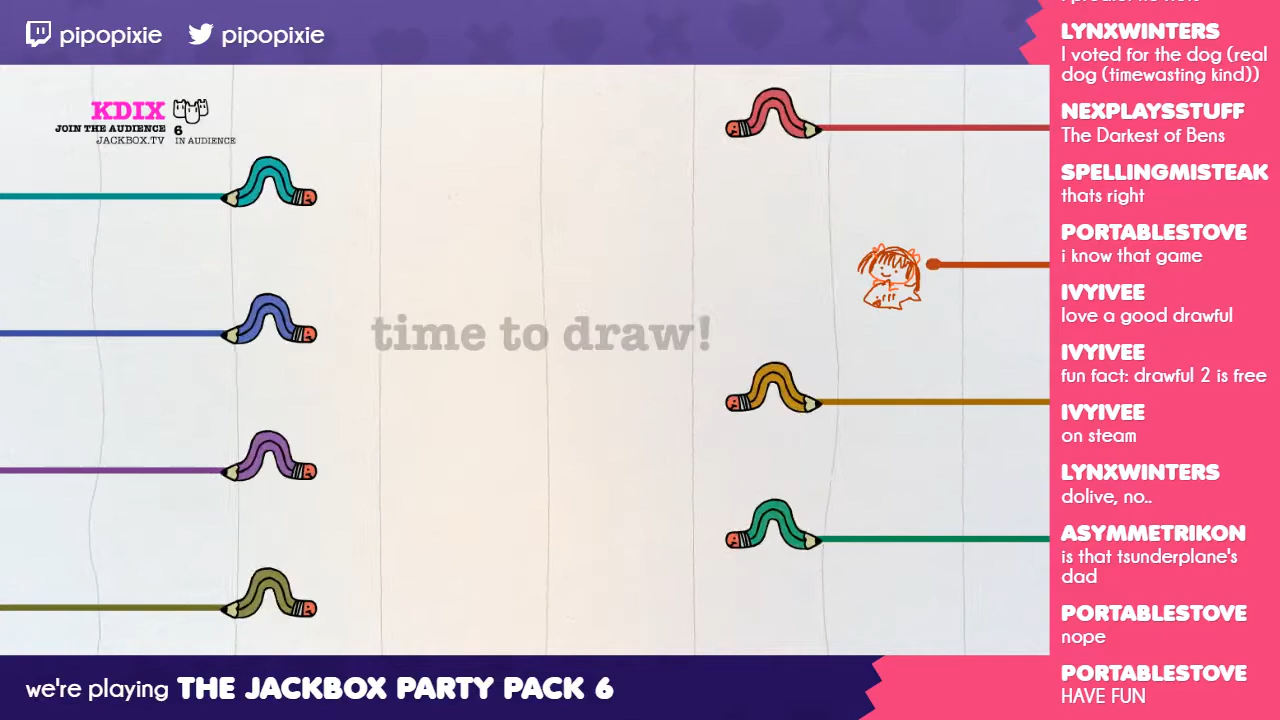 pipopixie pipopixie
KDIX
JOIN THE AUDIENCE 6
JACKBOX.TV IN AUDIENCE
time to draw!
we're playing THE JACKBOX PARTY PACK 6
LYNXWINTERS
I voted for the dog (real
dog (timewasting kind))
NEXPLAYSSTUFF
The Darkest of Bens
SPELLINGMISTEAK
thats right
PORTABLESTOVE
i know that game
IVYIVEE
love a good drawful
IVYIVEE
fun fact: drawful 2 is free
IVYIVEE
on steam
LYNXWINTERS
dolive, no..
ASYMMETRIKON
is that tsunderplane's
dad
PORTABLESTOVE
nope
PORTABLESTOVE
HAVE FUN